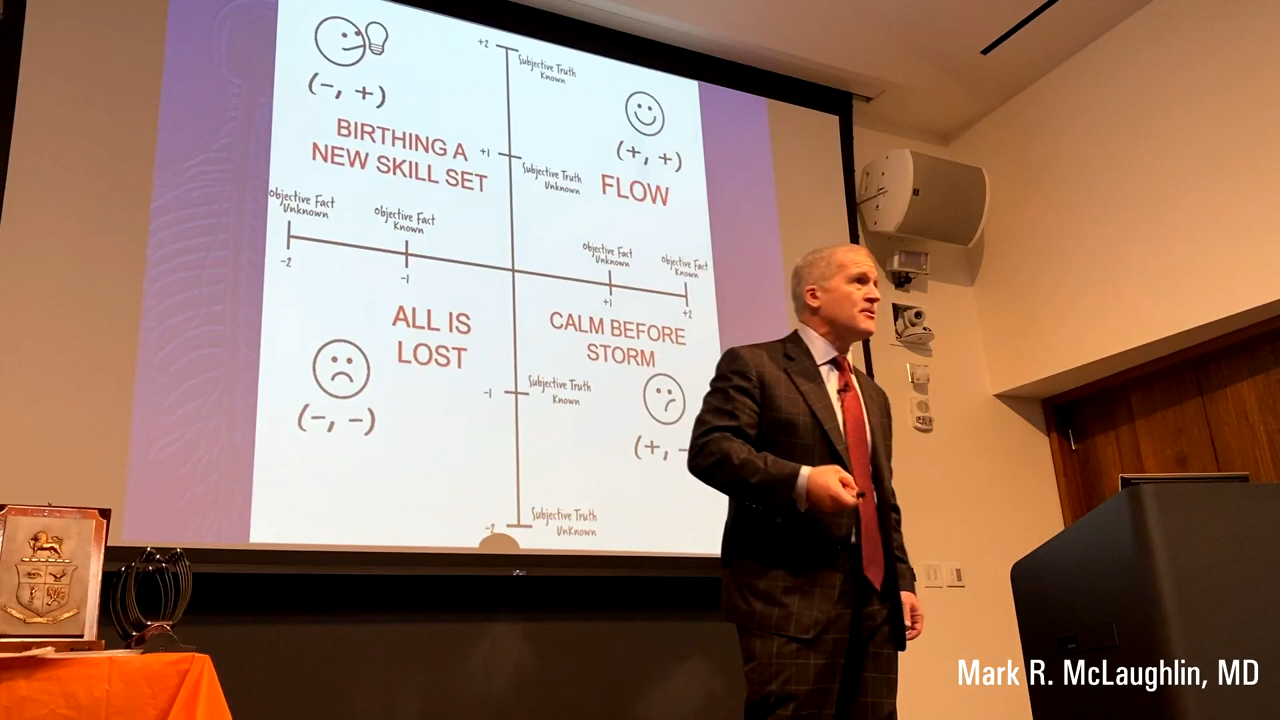 +2
Subjective Truth
Known
(-, +)
(+, +)
BIRTHING A
NEW SKILL SET
+1
Subjective Truth
Unknown
FLOW
Objective Fact
Unknown
Objective Fact
Known
-2
-1
Objective Fact
Unknown
Objective Fact
Known
+1
+2
ALL IS
LOST
CALM BEFORE
STORM
-1
Subjective Truth
Known
(-, -)
(+, -
-2
Subjective Truth
Unknown
Mark R. McLaughlin, MD